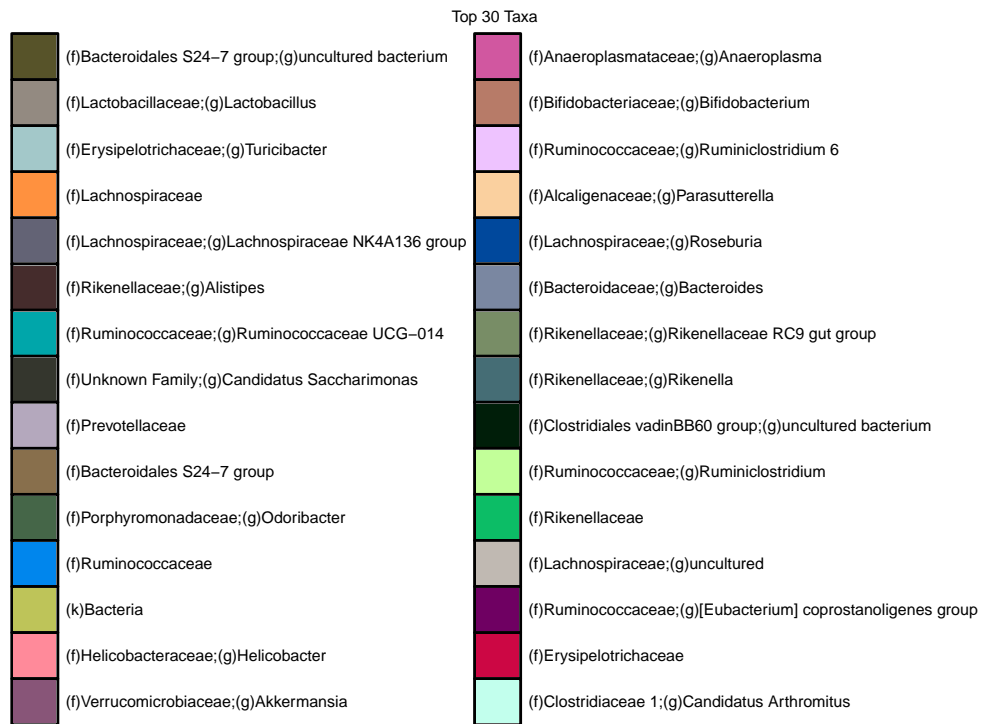 Top 30 Taxa
(f)Bacteroidales S24−7 group;(g)uncultured bacterium
(f)Lactobacillaceae;(g)Lactobacillus
(f)Erysipelotrichaceae;(g)Turicibacter
(f)Lachnospiraceae
(f)Lachnospiraceae;(g)Lachnospiraceae NK4A136 group
(f)Rikenellaceae;(g)Alistipes
(f)Ruminococcaceae;(g)Ruminococcaceae UCG−014
(f)Unknown Family;(g)Candidatus Saccharimonas
(f)Prevotellaceae
(f)Bacteroidales S24−7 group
(f)Porphyromonadaceae;(g)Odoribacter
(f)Ruminococcaceae
(k)Bacteria
(f)Helicobacteraceae;(g)Helicobacter
(f)Verrucomicrobiaceae;(g)Akkermansia
(f)Anaeroplasmataceae;(g)Anaeroplasma
(f)Bifidobacteriaceae;(g)Bifidobacterium
(f)Ruminococcaceae;(g)Ruminiclostridium 6
(f)Alcaligenaceae;(g)Parasutterella
(f)Lachnospiraceae;(g)Roseburia
(f)Bacteroidaceae;(g)Bacteroides
(f)Rikenellaceae;(g)Rikenellaceae RC9 gut group
(f)Rikenellaceae;(g)Rikenella
(f)Clostridiales vadinBB60 group;(g)uncultured bacterium
(f)Ruminococcaceae;(g)Ruminiclostridium
(f)Rikenellaceae
(f)Lachnospiraceae;(g)uncultured
(f)Ruminococcaceae;(g)[Eubacterium] coprostanoligenes group
(f)Erysipelotrichaceae
(f)Clostridiaceae 1;(g)Candidatus Arthromitus